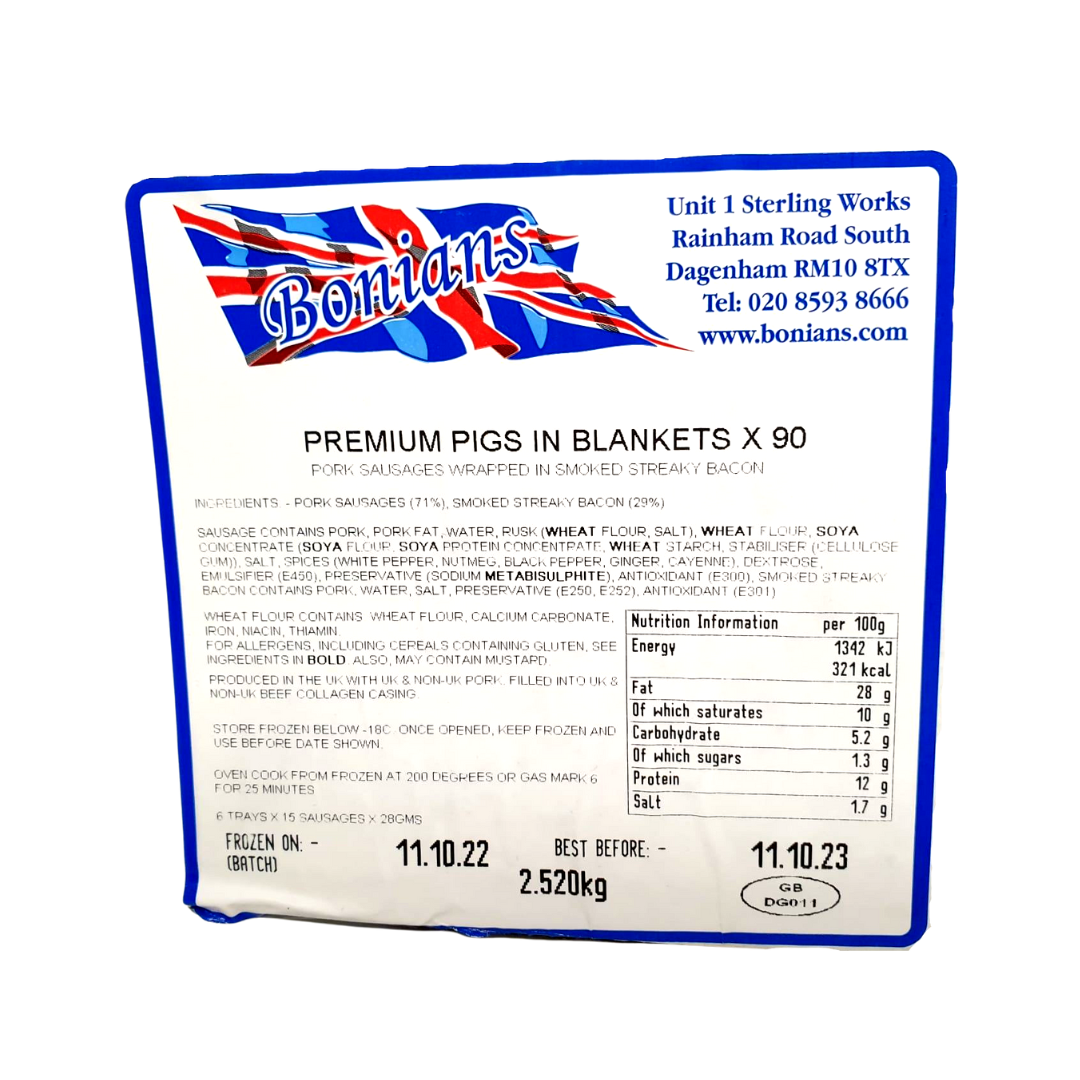 Bonians
Unit 1 Sterling Works
Rainham Road South
Dagenham RM10 8TX
Tel: 020 8593 8666
www.bonians.com
PREMIUM PIGS IN BLANKETS X 90
PORK SAUSAGES WRAPPED IN SMOKED STREAKY BACON
INGREDIENTS. - PORK SAUSAGES (71%), SMOKED STREAKY BACON (29%)
SAUSAGE CONTAINS PORK, PORK FAT, WATER, RUSK (WHEAT FLOUR, SALT), WHEAT FLOUR, SOYA
CONCENTRATE (SOYA FLOUR, SOYA PROTEIN CONCENTRATE, WHEAT STARCH, STABILISER (CELLULOSE
GUM)), SALT, SPICES (WHITE PEPPER, NUTMEG, BLACK PEPPER, GINGER, CAYENNE), DEXTROSE,
EMULSIFIER (E450), PRESERVATIVE (SODIUM METABISULPHITE), ANTIOXIDANT (E300), SMOKED STREAKY
BACON CONTAINS PORK, WATER, SALT, PRESERVATIVE (E250, E252), ANTIOXIDANT (E301)
WHEAT FLOUR CONTAINS WHEAT FLOUR, CALCIUM CARBONATE,
IRON, NIACIN, THIAMIN.
FOR ALLERGENS, INCLUDING CEREALS CONTAINING GLUTEN, SEE
INGREDIENTS IN BOLD. ALSO, MAY CONTAIN MUSTARD.
PRODUCED IN THE UK WITH UK & NON-UK PORK. FILLED INTO UK &
NON-UK BEEF COLLAGEN CASING
STORE FROZEN BELOW -18C. ONCE OPENED, KEEP FROZEN AND
USE BEFORE DATE SHOWN.
OVEN COOK FROM FROZEN AT 200 DEGREES OR GAS MARK 6
FOR 25 MINUTES
6 TRAYS X 15 SAUSAGES X 28GMS
Nutrition Information per 100g
Energy 1342 kJ
321 kcal
Fat 28 g
Of which saturates 10 g
Carbohydrate 5.2 g
Of which sugars 1.3 g
Protein 12 g
Salt 1.7 g
FROZEN ON: - 11.10.22 BEST BEFORE: - 11.10.23
(BATCH)
2.520kg
GB
DG011